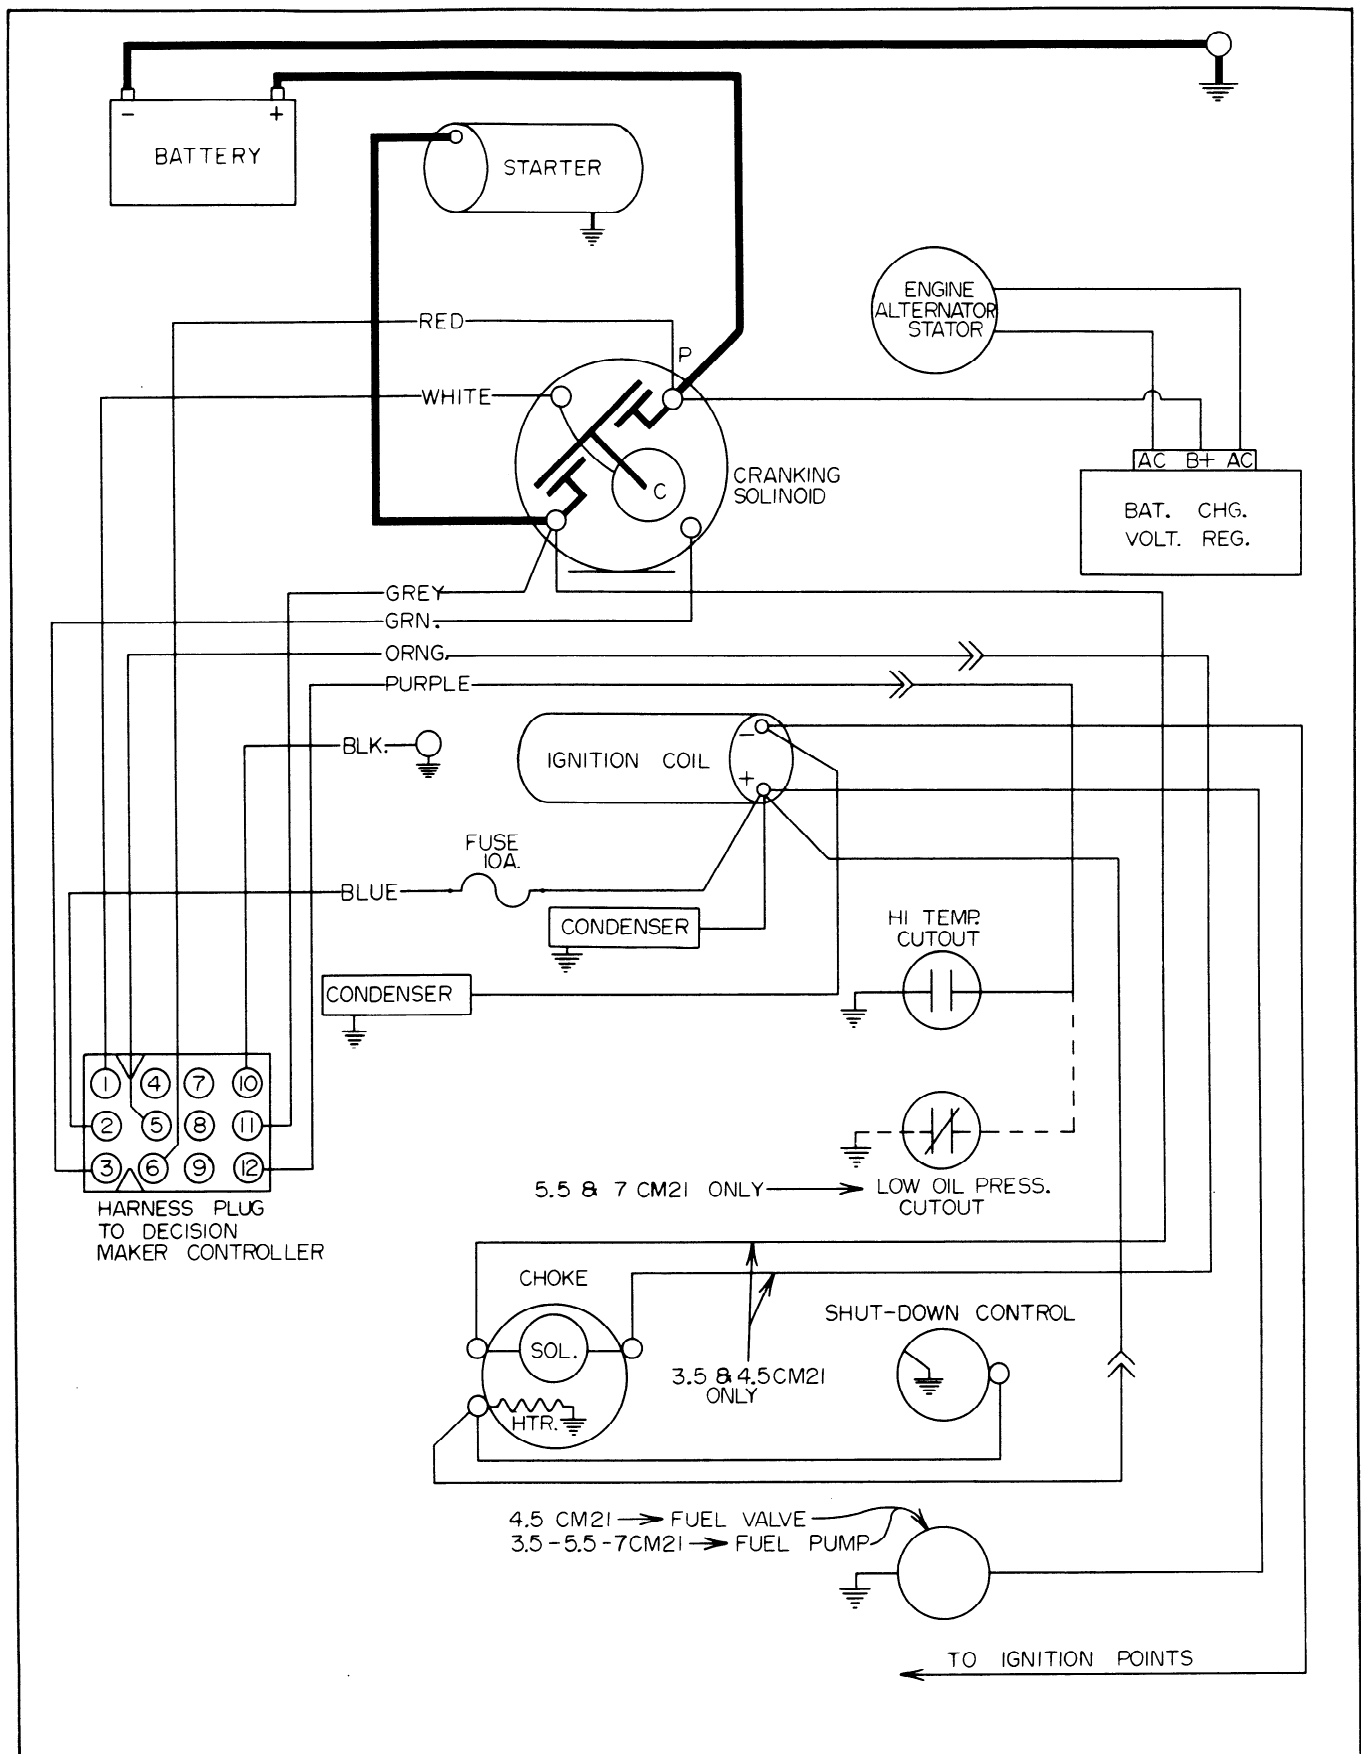 - +
BATTERY
STARTER
ENGINE
ALTERNATOR
STATOR
RED
P
WHITE
C
CRANKING
SOLINOID
AC B+ AC
BAT. CHG.
VOLT. REG.
GREY
GRN.
ORNG.
PURPLE
BLK.
IGNITION COIL
-
+
FUSE
10A.
BLUE
CONDENSER
HI TEMP.
CUTOUT
CONDENSER
1 4 7 10
2 5 8 11
3 6 9 12
HARNESS PLUG
TO DECISION
MAKER CONTROLLER
5.5 & 7 CM21 ONLY
LOW OIL PRESS.
CUTOUT
CHOKE
SOL.
HTR.
3.5 & 4.5CM21
ONLY
SHUT-DOWN CONTROL
4.5 CM21 FUEL VALVE
3.5-5.5-7CM21 FUEL PUMP
TO IGNITION POINTS